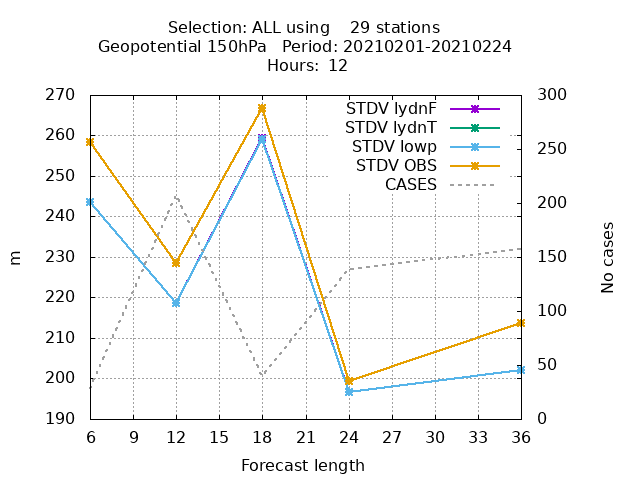 Selection: ALL using    29 stations
Geopotential 150hPa   Period: 20210201-20210224
Hours:  12
270
260
250
240
230
220
210
200
190
300
250
200
150
100
50
0
STDV lydnF
STDV lydnT
STDV lowp
STDV OBS
CASES
m
No cases
6 9 12 15 18 21 24 27 30 33 36
Forecast length